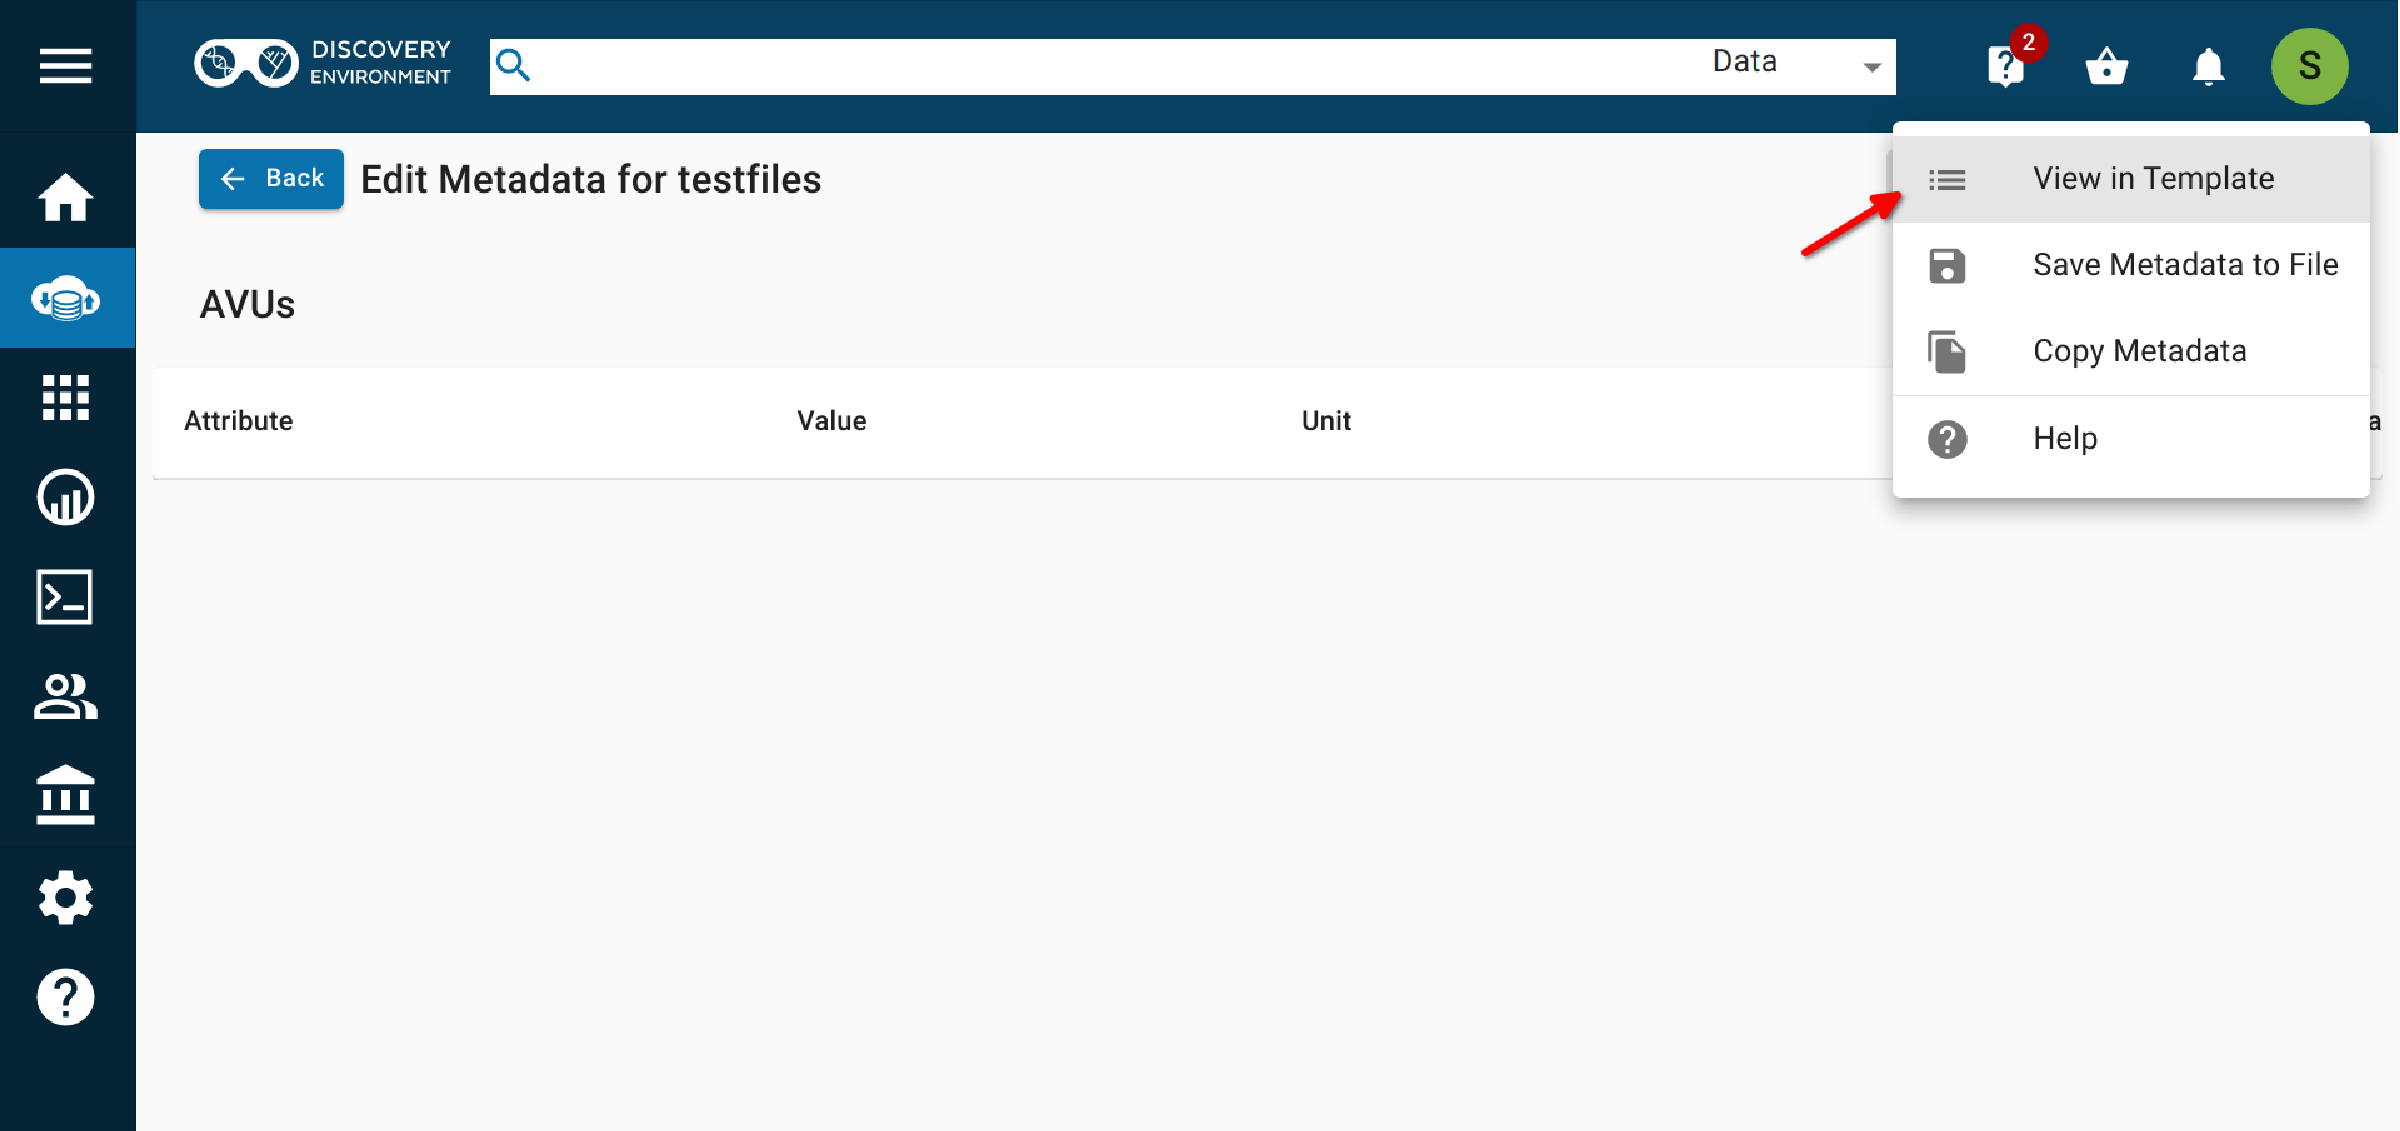 DISCOVERY
ENVIRONMENT
Data
2
S
Back
Edit Metadata for testfiles
View in Template
Save Metadata to File
Copy Metadata
Help
AVUs
Attribute Value Unit